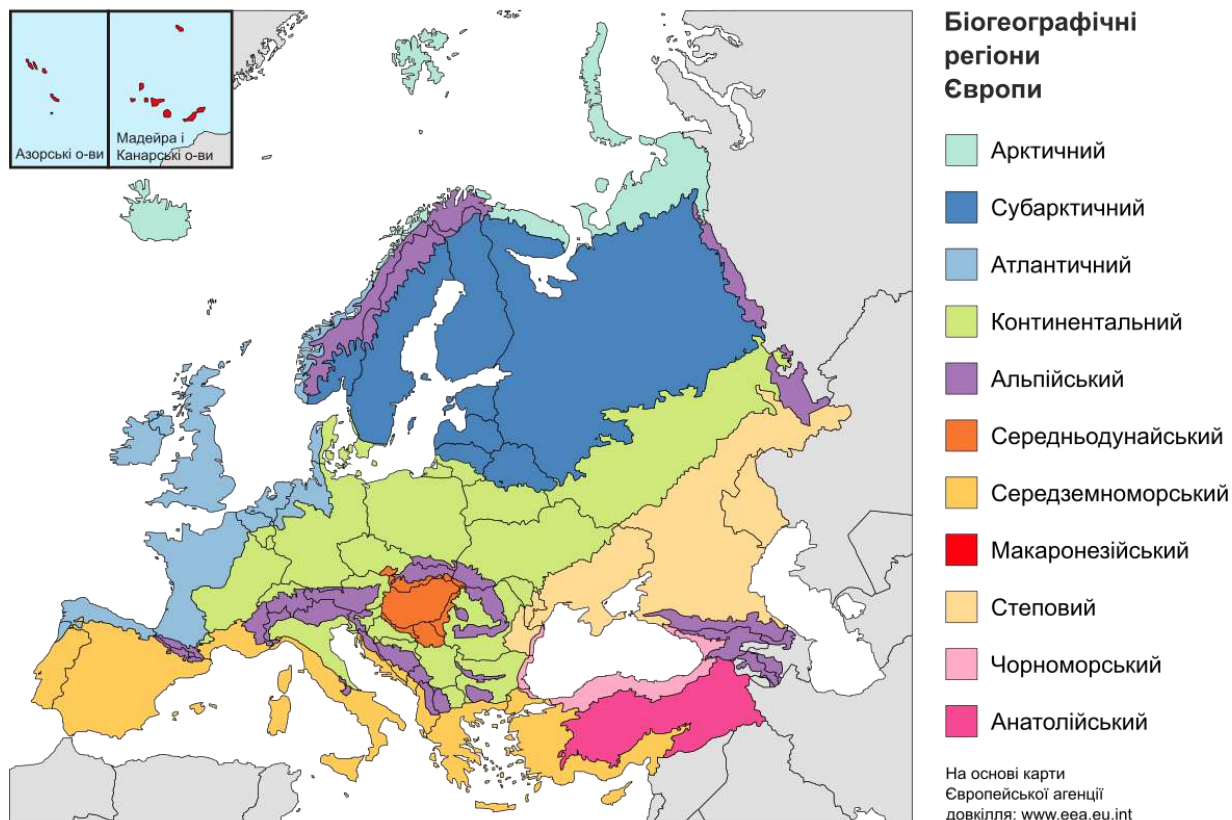 Біогеографічні
регіони
Європи
Азорські о-ви
Мадейра і
Канарські о-ви
Арктичний
Субарктичний
Атлантичний
Континентальний
Альпійський
Середньодунайський
Середземноморський
Макаронезійський
Степовий
Чорноморський
Анатолійський
На основі карти
Європейської агенції
довкілля: www.eea.eu.int